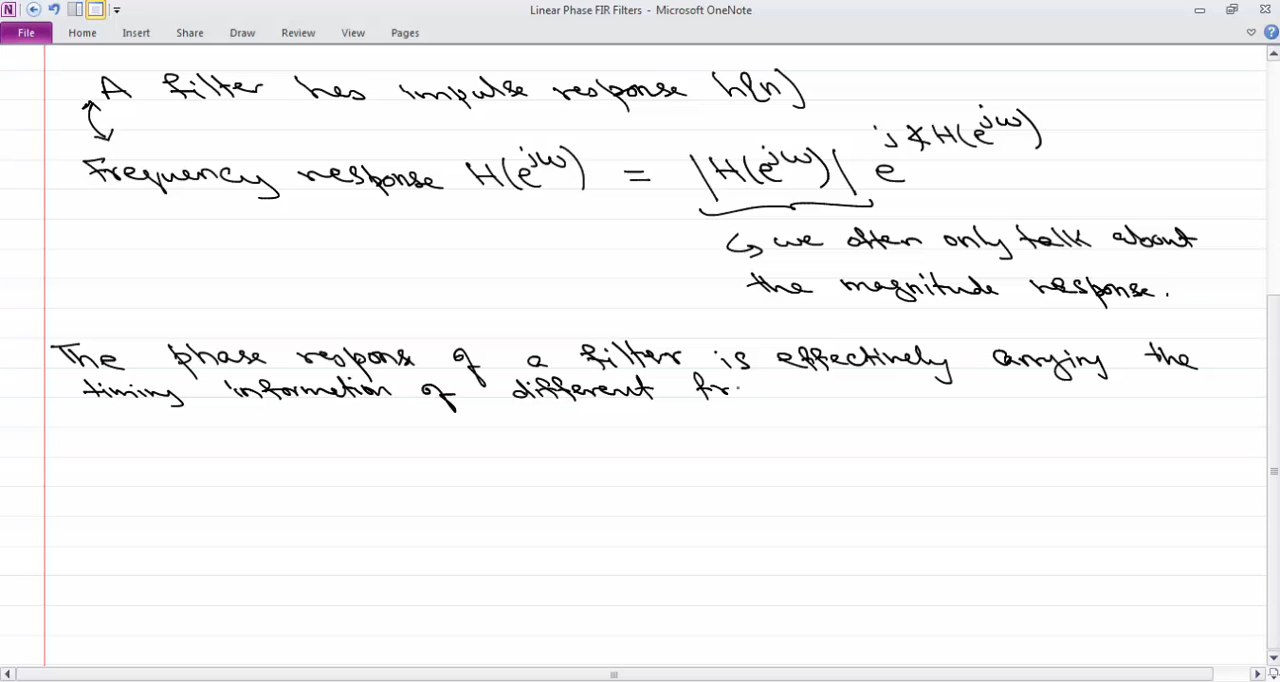 Linear Phase FIR Filters - Microsoft OneNote
File Home Insert Share Draw Review View Pages
A filter has impulse response h[n]
Frequency response H(e^{jω}) = |H(e^{jω})| e^{j∡H(e^{jω})}
↳ we often only talk about
the magnitude response.
The phase response of a filter is effectively carrying the
timing information of different fr